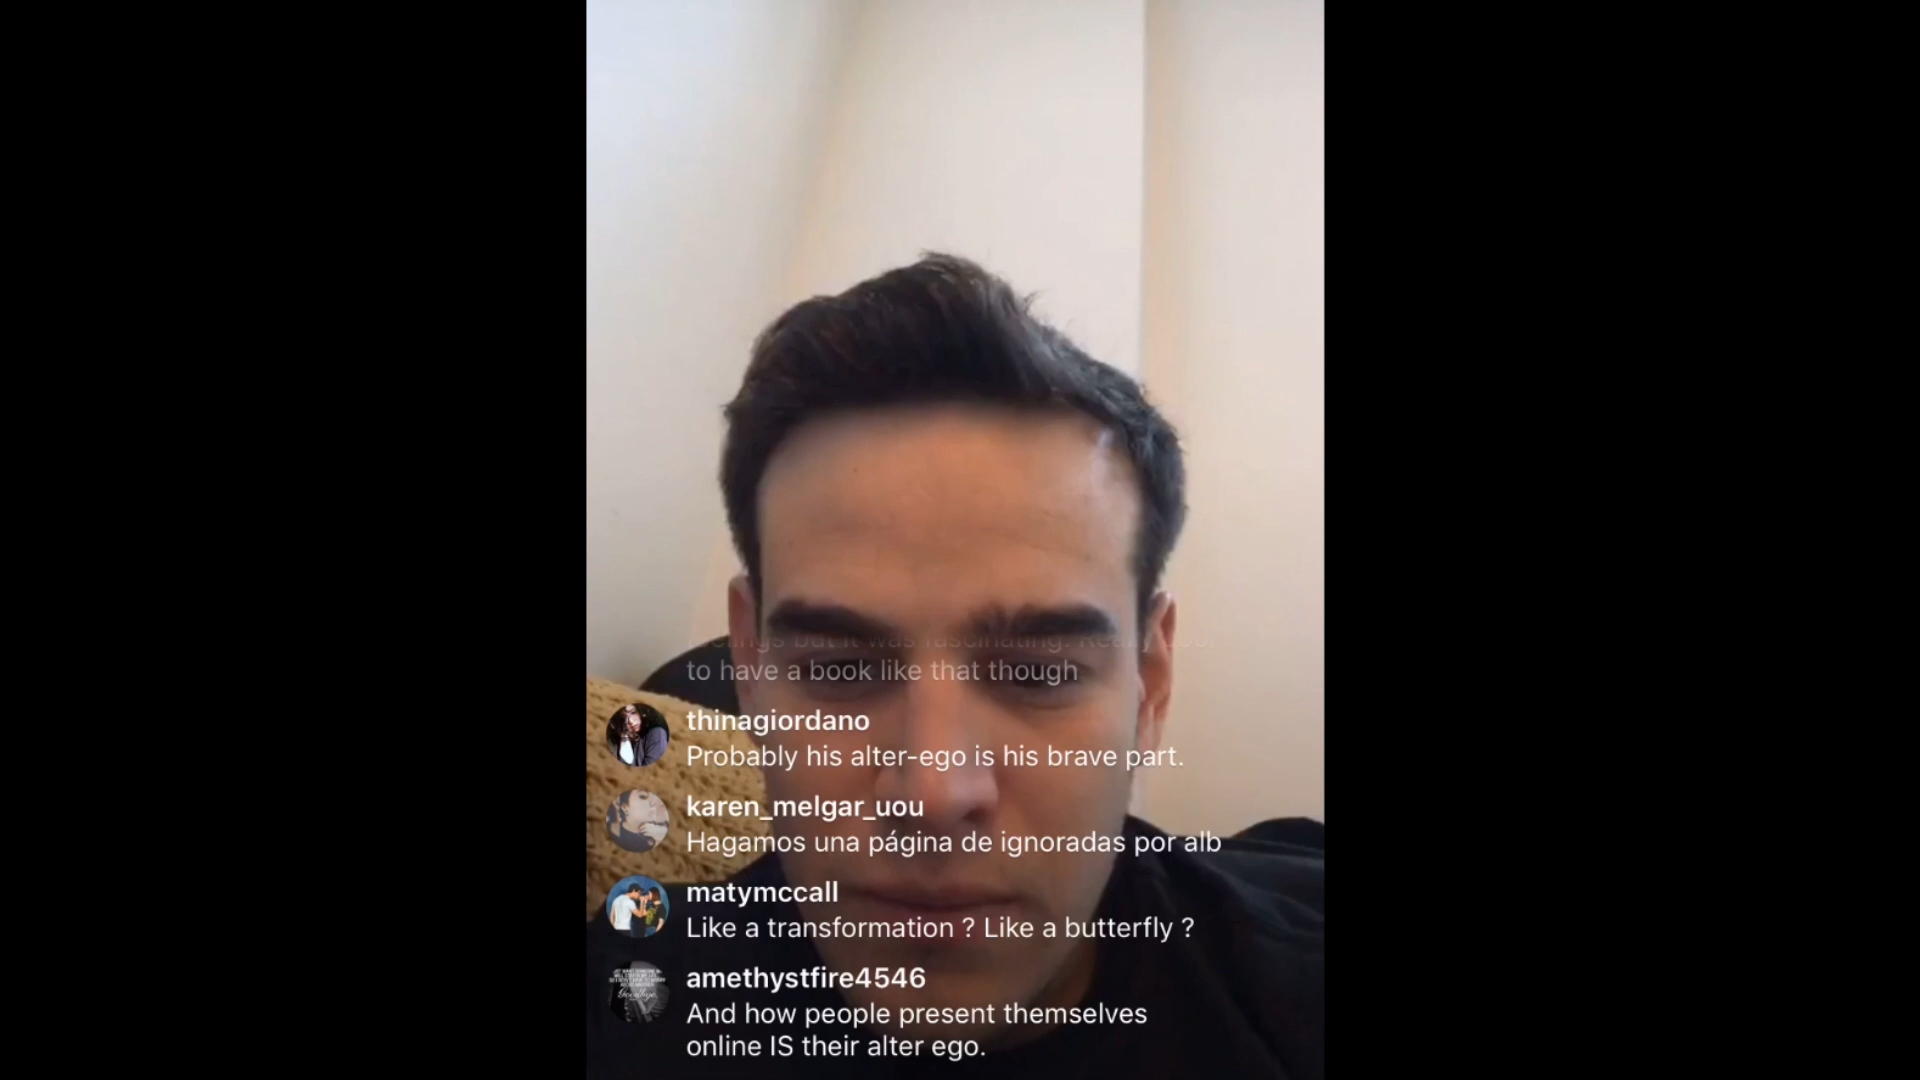 to have a book like that though
thinagiordano
Probably his alter-ego is his brave part.
karen_melgar_uou
Hagamos una página de ignoradas por alb
matymccall
Like a transformation ? Like a butterfly ?
amethystfire4546
And how people present themselves
online IS their alter ego.